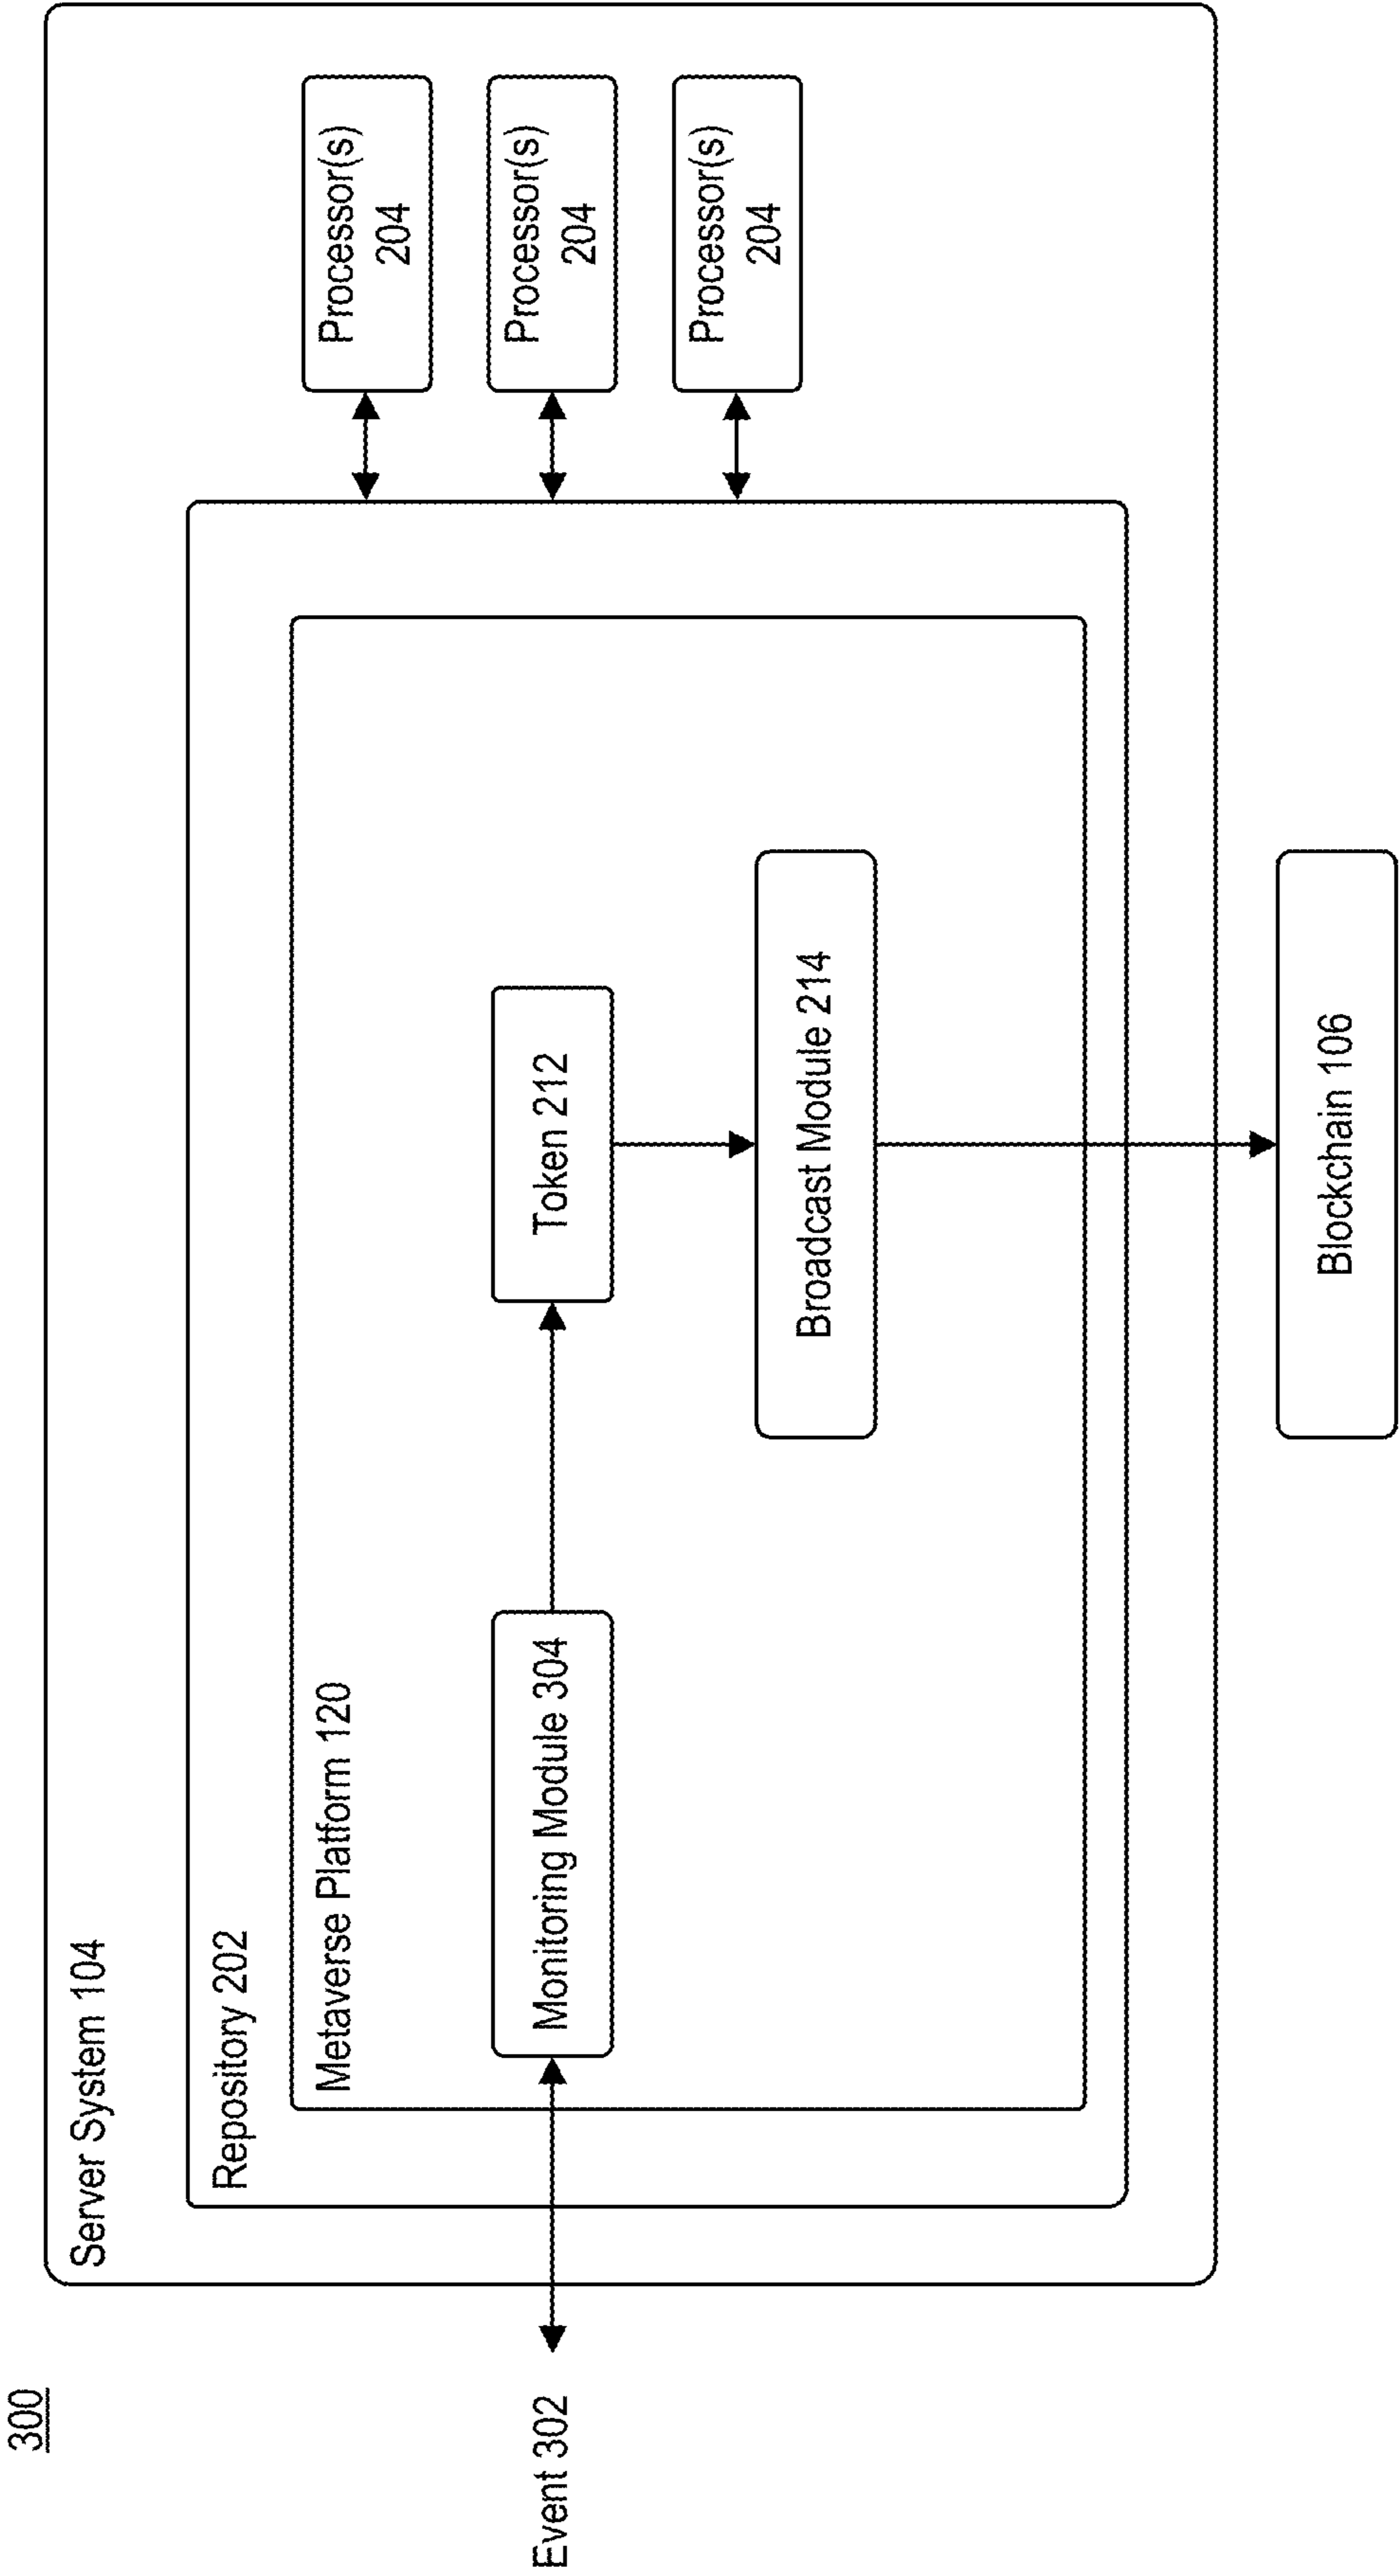 300
Server System 104
Repository 202
Metaverse Platform 120
Processor(s)
204
Processor(s)
204
Processor(s)
204
Event 302
Monitoring Module 304
Token 212
Broadcast Module 214
Blockchain 106